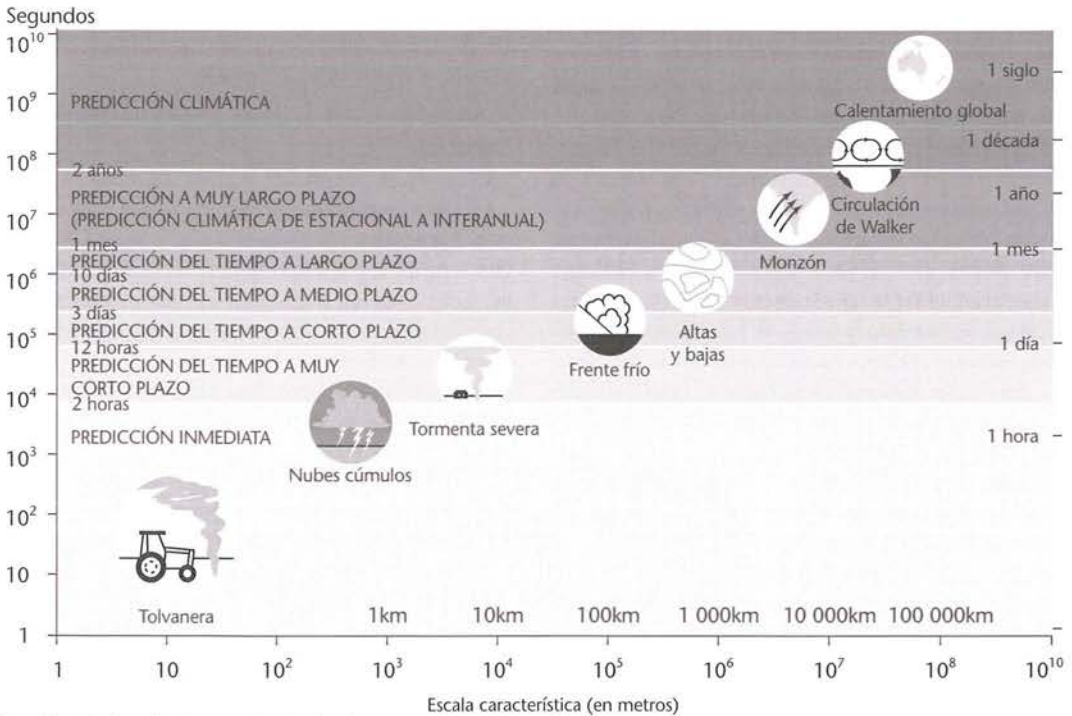 Segundos
10¹⁰
10⁹
10⁸
10⁷
10⁶
10⁵
10⁴
10³
10²
10
1
PREDICCIÓN CLIMÁTICA
2 años
PREDICCIÓN A MUY LARGO PLAZO
(PREDICCIÓN CLIMÁTICA DE ESTACIONAL A INTERANUAL)
1 mes
PREDICCIÓN DEL TIEMPO A LARGO PLAZO
10 días
PREDICCIÓN DEL TIEMPO A MEDIO PLAZO
3 días
PREDICCIÓN DEL TIEMPO A CORTO PLAZO
12 horas
PREDICCIÓN DEL TIEMPO A MUY
CORTO PLAZO
2 horas
PREDICCIÓN INMEDIATA
Calentamiento global
Circulación
de Walker
Monzón
Altas
y bajas
Frente frío
Tormenta severa
Nubes cúmulos
Tolvanera
1 siglo
1 década
1 año
1 mes
1 día
1 hora
1km 10km 100km 1 000km 10 000km 100 000km
1 10 10² 10³ 10⁴ 10⁵ 10⁶ 10⁷ 10⁸ 10¹⁰
Escala característica (en metros)